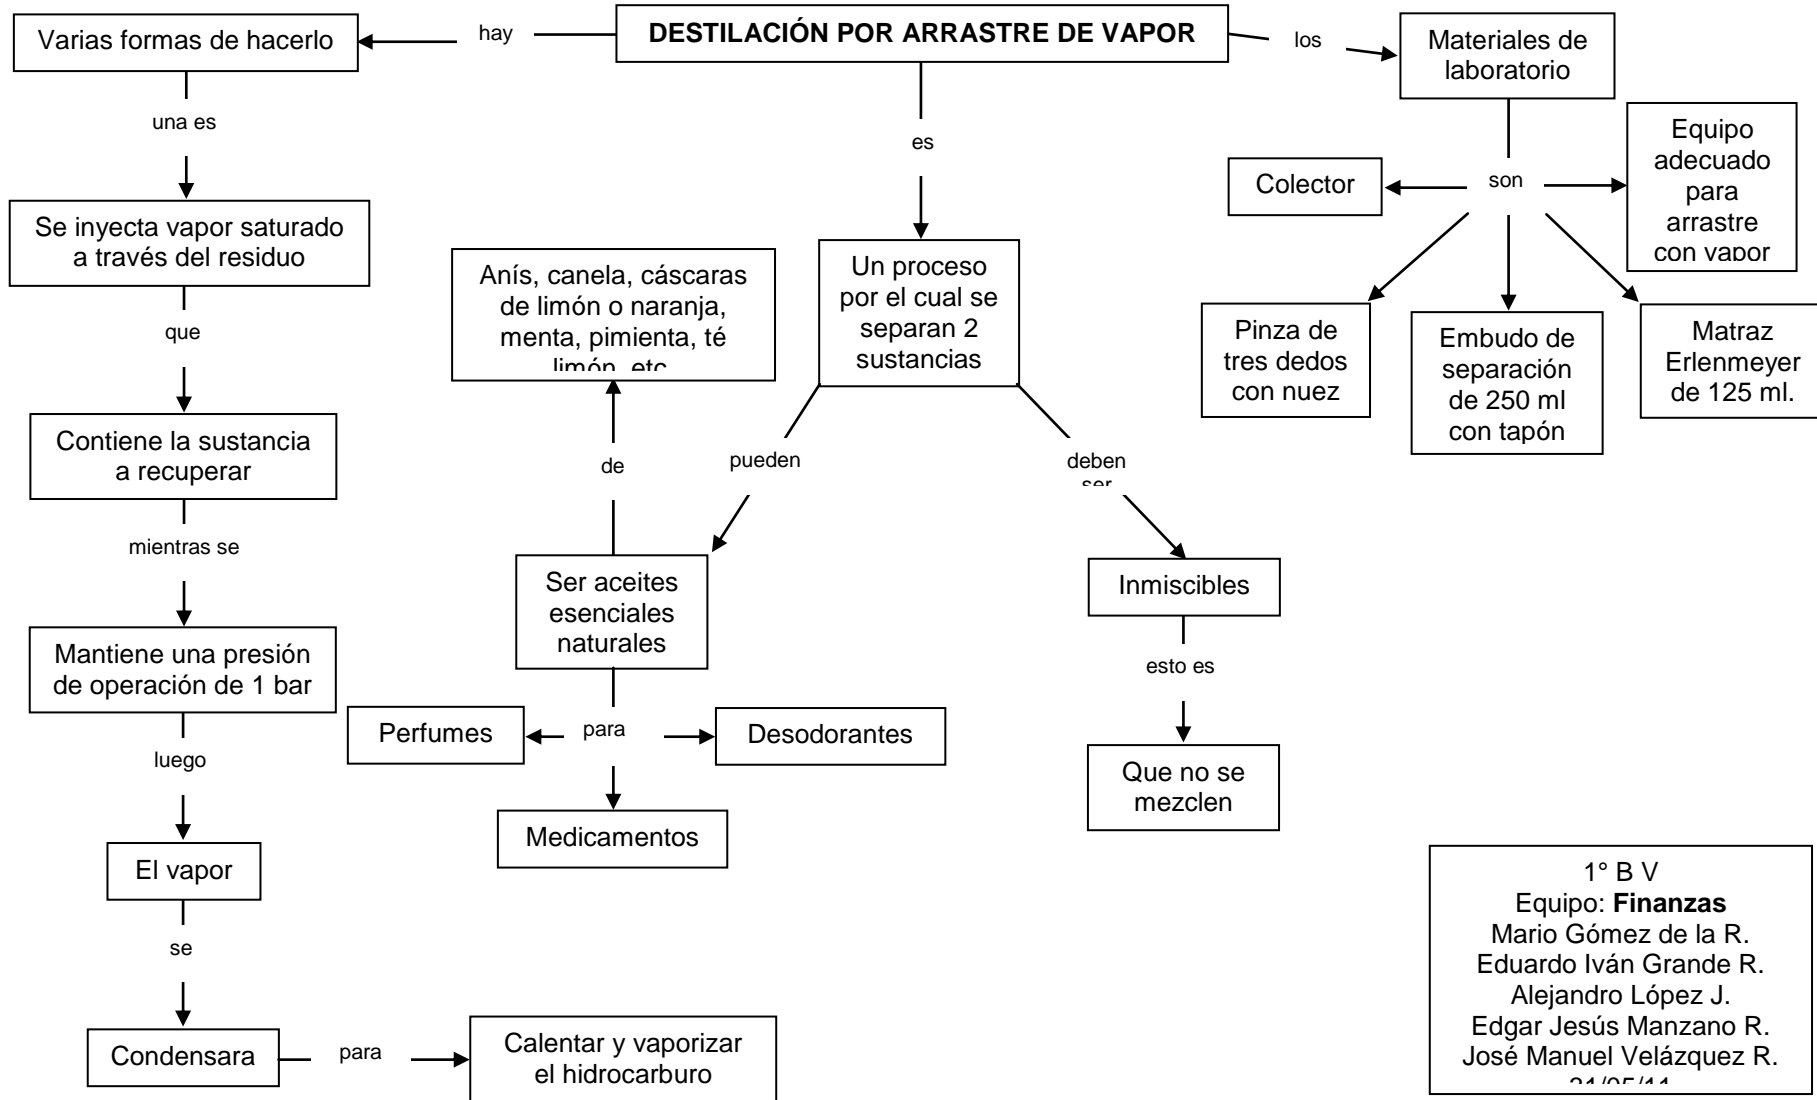 DESTILACIÓN POR ARRASTRE DE VAPOR
hay
Varias formas de hacerlo
una es
Se inyecta vapor saturado
a través del residuo
que
Contiene la sustancia
a recuperar
mientras se
Mantiene una presión
de operación de 1 bar
luego
El vapor
se
Condensara
para
Calentar y vaporizar
el hidrocarburo
es
Un proceso
por el cual se
separan 2
sustancias
pueden
Ser aceites
esenciales
naturales
de
Anís, canela, cáscaras
de limón o naranja,
menta, pimienta, té
limón, etc
para
Perfumes
Desodorantes
Medicamentos
deben
ser
Inmiscibles
esto es
Que no se
mezclen
los
Materiales de
laboratorio
son
Colector
Equipo
adecuado
para
arrastre
con vapor
Pinza de
tres dedos
con nuez
Embudo de
separación
de 250 ml
con tapón
Matraz
Erlenmeyer
de 125 ml.
1° B V
Equipo: Finanzas
Mario Gómez de la R.
Eduardo Iván Grande R.
Alejandro López J.
Edgar Jesús Manzano R.
José Manuel Velázquez R.